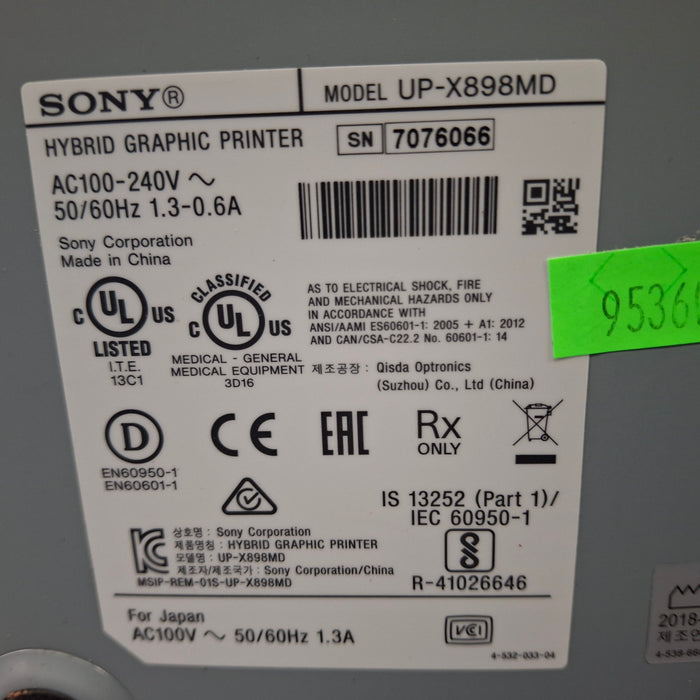 SONY®
MODEL UP-X898MD
HYBRID GRAPHIC PRINTER
SN 7076066
AC100-240V ~
50/60Hz 1.3-0.6A
Sony Corporation
Made in China
C UL US
LISTED
I.T.E.
13C1
CLASSIFIED
C UL US
MEDICAL - GENERAL
MEDICAL EQUIPMENT
3D16
AS TO ELECTRICAL SHOCK, FIRE
AND MECHANICAL HAZARDS ONLY
IN ACCORDANCE WITH
ANSI/AAMI ES60601-1: 2005 + A1: 2012
AND CAN/CSA-C22.2 No. 60601-1: 14
제조공장 : Qisda Optronics
(Suzhou) Co., Ltd (China)
9536
D
EN60950-1
EN60601-1
CE
EAC
Rx
ONLY
IS 13252 (Part 1)/
IEC 60950-1
R-41026646
상호명 : Sony Corporation
제품명칭 : HYBRID GRAPHIC PRINTER
모델명 : UP-X898MD
제조자/제조국가 : Sony Corporation/China
MSIP-REM-01S-UP-X898MD
For Japan
AC100V ~ 50/60Hz 1.3A
VCI
4-532-033-04
2018-
제조연